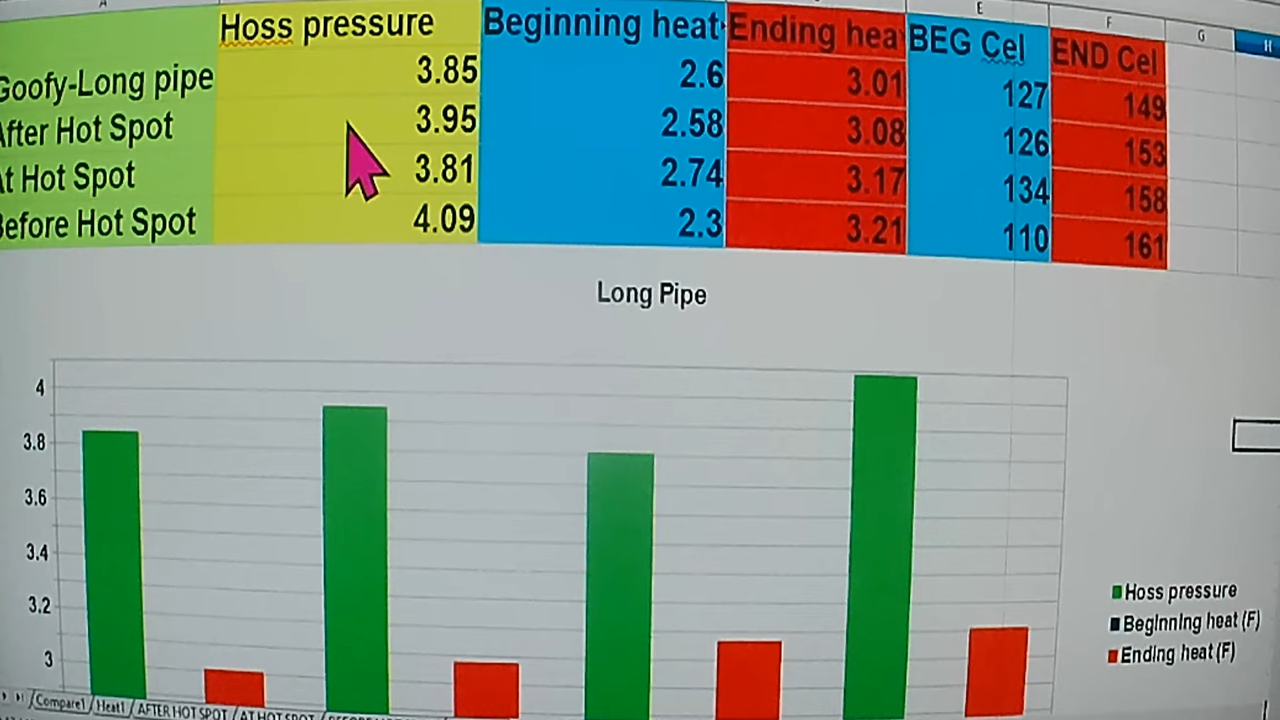 A E F G H
Hoss pressure Beginning heat Ending hea BEG Cel END Cel
Goofy-Long pipe 3.85 2.6 3.01 127 149
After Hot Spot 3.95 2.58 3.08 126 153
At Hot Spot 3.81 2.74 3.17 134 158
Before Hot Spot 4.09 2.3 3.21 110 161
Long Pipe
4
3.8
3.6
3.4
3.2
3
Hoss pressure
Beginning heat (F)
Ending heat (F)
Compare1 Heat1 AFTER HOT SPOT AT HOT SPOT